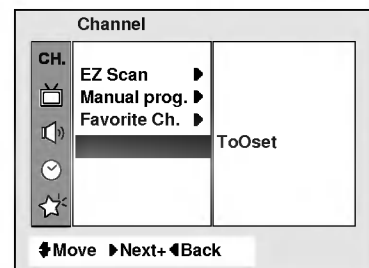 Channel
CH.
EZ Scan
Manual prog.
Favorite Ch.
ToOset
Move Next+ Back